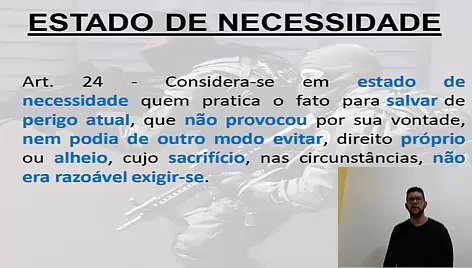 ESTADO DE NECESSIDADE
Art. 24 - Considera-se em estado de
necessidade quem pratica o fato para salvar de
perigo atual, que não provocou por sua vontade,
nem podia de outro modo evitar, direito próprio
ou alheio, cujo sacrifício, nas circunstâncias, não
era razoável exigir-se.